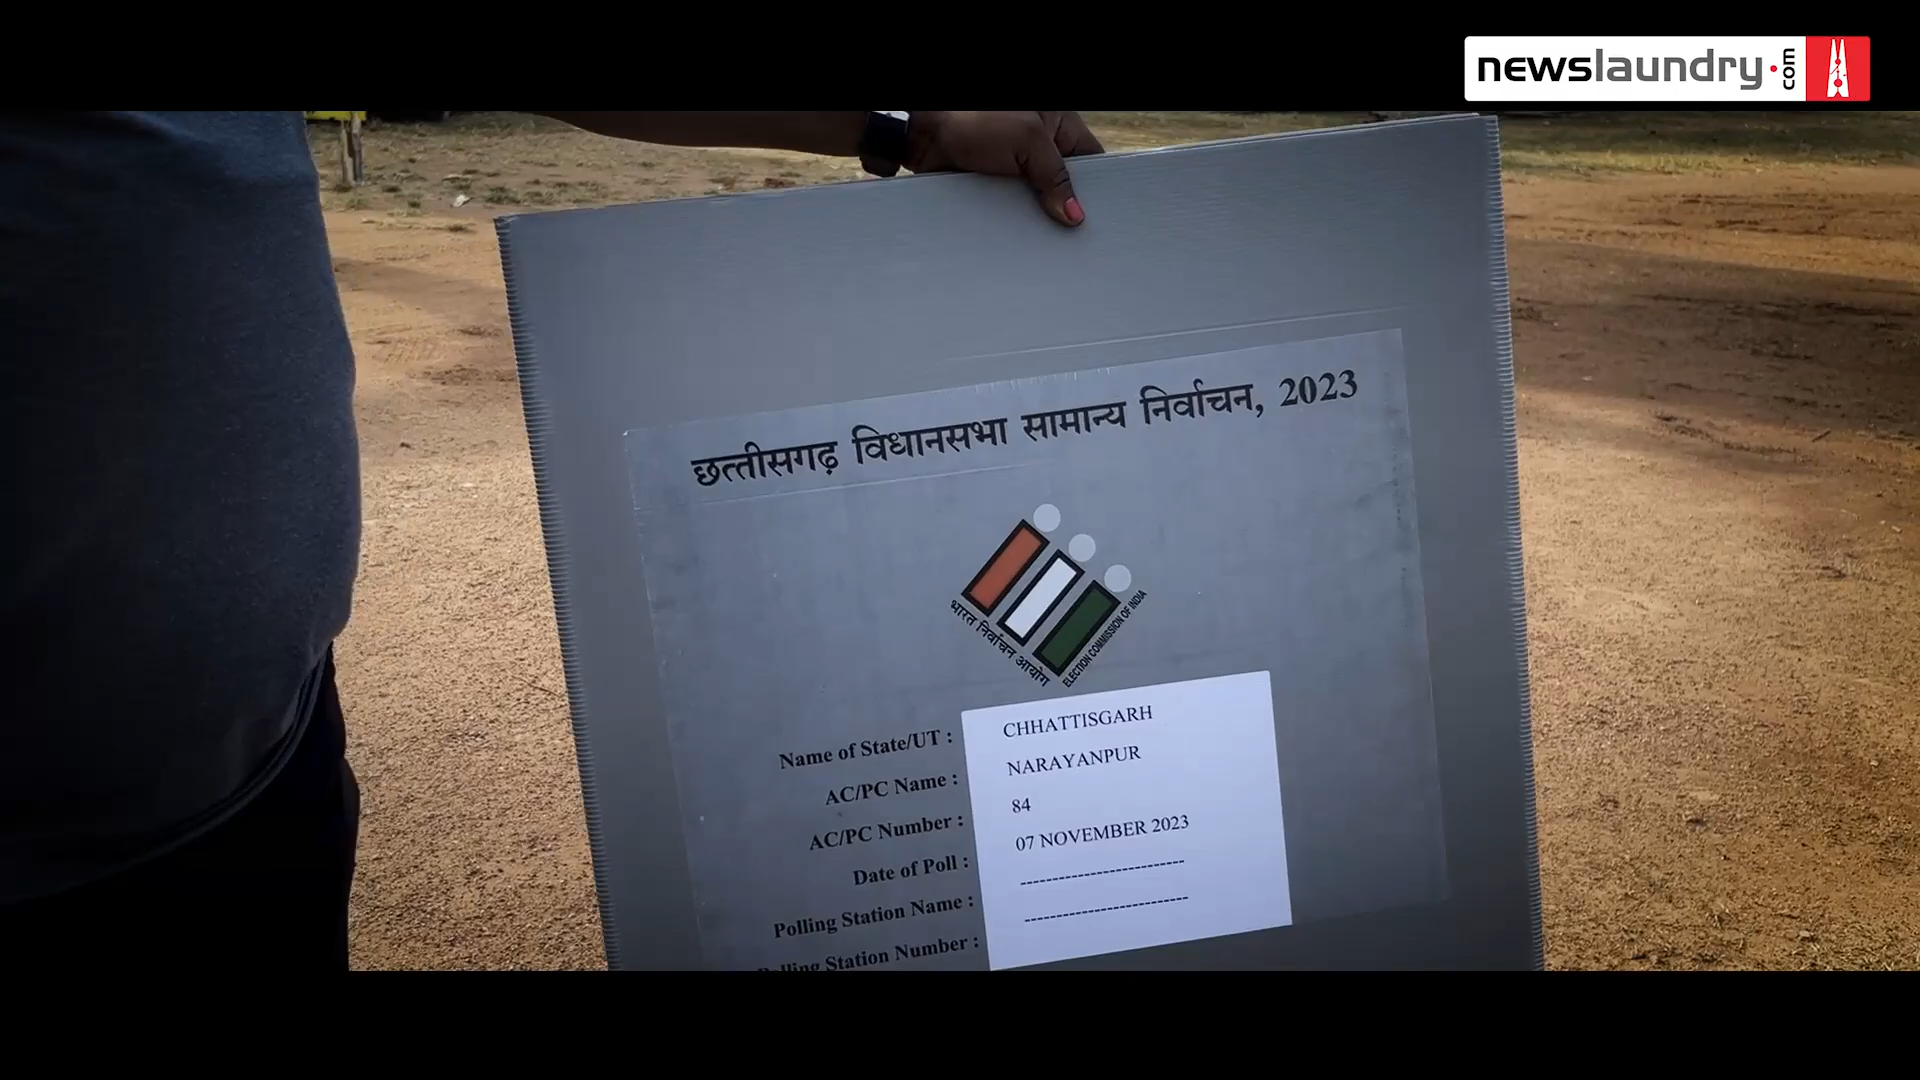 newslaundry.com
छत्तीसगढ़ विधानसभा सामान्य निर्वाचन, 2023
भारत निर्वाचन आयोग
ELECTION COMMISSION OF INDIA
Name of State/UT : CHHATTISGARH
AC/PC Name : NARAYANPUR
AC/PC Number : 84
Date of Poll : 07 NOVEMBER 2023
Polling Station Name : -------------------------
Polling Station Number : -------------------------